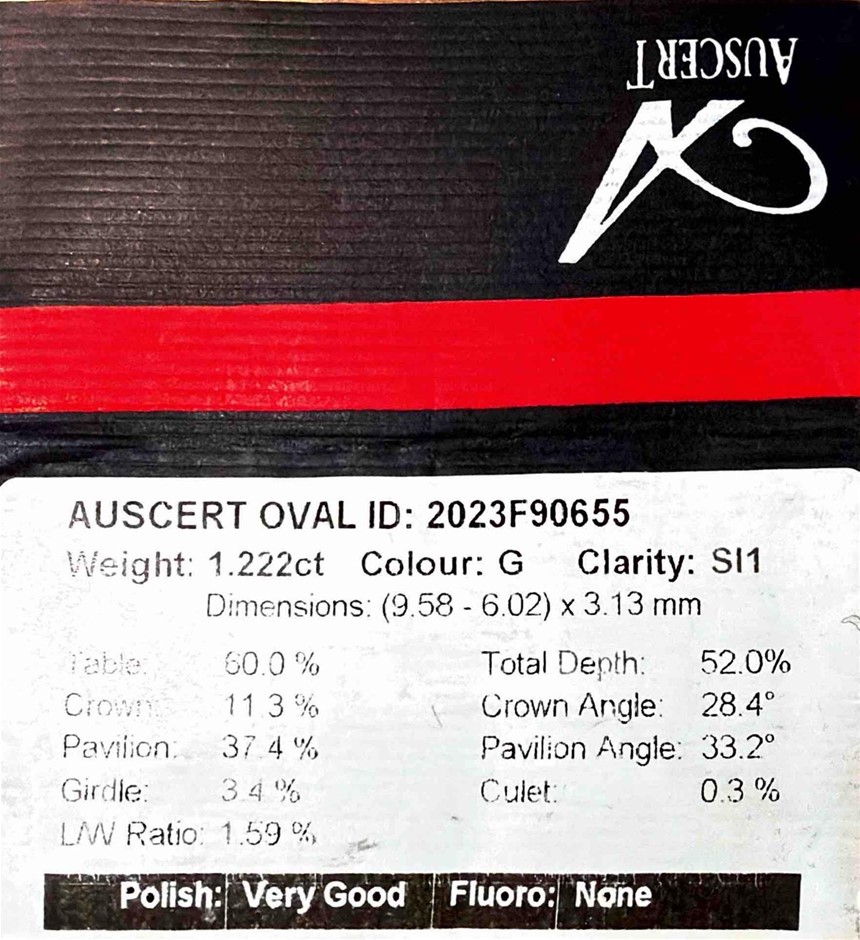 AUSCERT
AUSCERT OVAL ID: 2023F90655
Weight: 1.222ct Colour: G Clarity: SI1
Dimensions: (9.58 - 6.02) x 3.13 mm
Table: 60.0 % Total Depth: 52.0%
Crown: 11.3 % Crown Angle: 28.4°
Pavilion: 37.4 % Pavilion Angle: 33.2°
Girdle: 3.4 % Culet: 0.3 %
L/W Ratio: 1.59 %
Polish: Very Good Fluoro: None